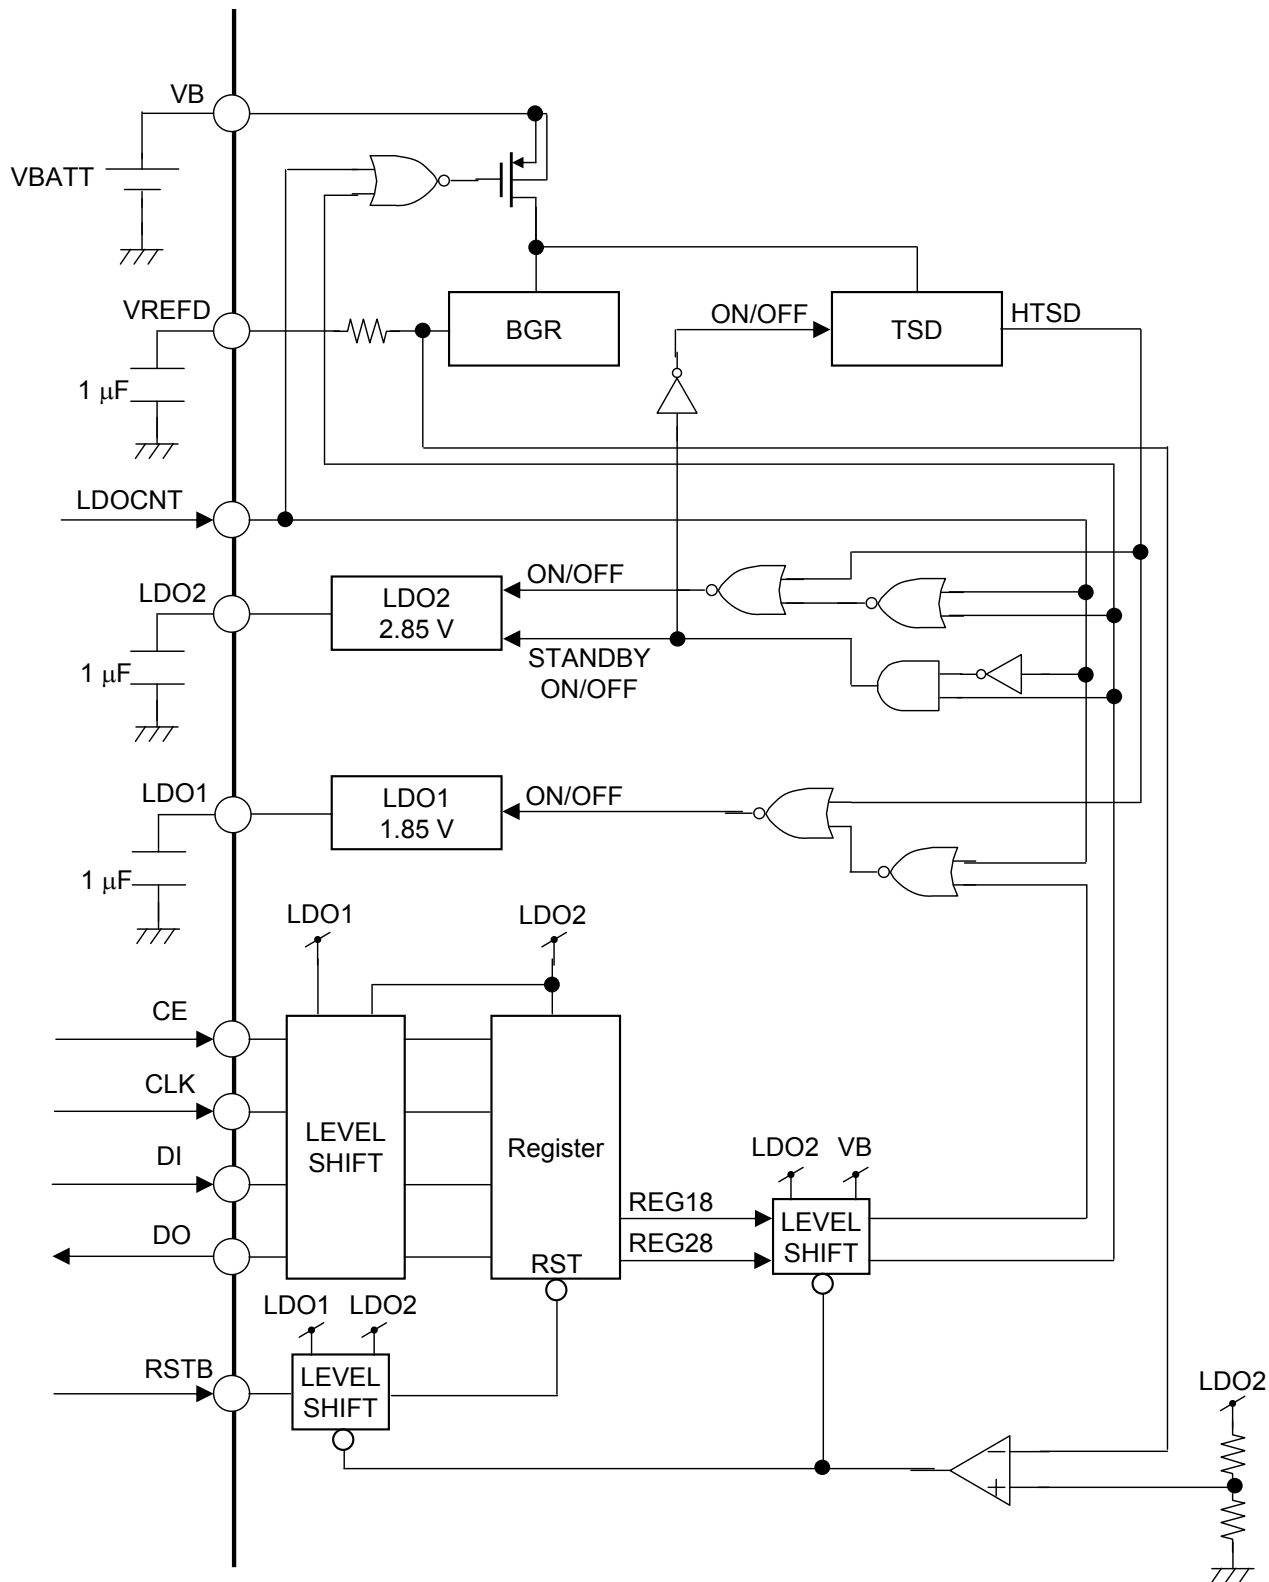 VB
VBATT
VREFD
BGR
ON/OFF
TSD
HTSD
1 μF
LDOCNT
LDO2
LDO2
2.85 V
ON/OFF
STANDBY
ON/OFF
1 μF
LDO1
LDO1
1.85 V
ON/OFF
1 μF
LDO1
LDO2
CE
CLK
DI
DO
LEVEL
SHIFT
Register
RST
REG18
REG28
LDO2
VB
LEVEL
SHIFT
LDO1
LDO2
RSTB
LEVEL
SHIFT
LDO2
−
+